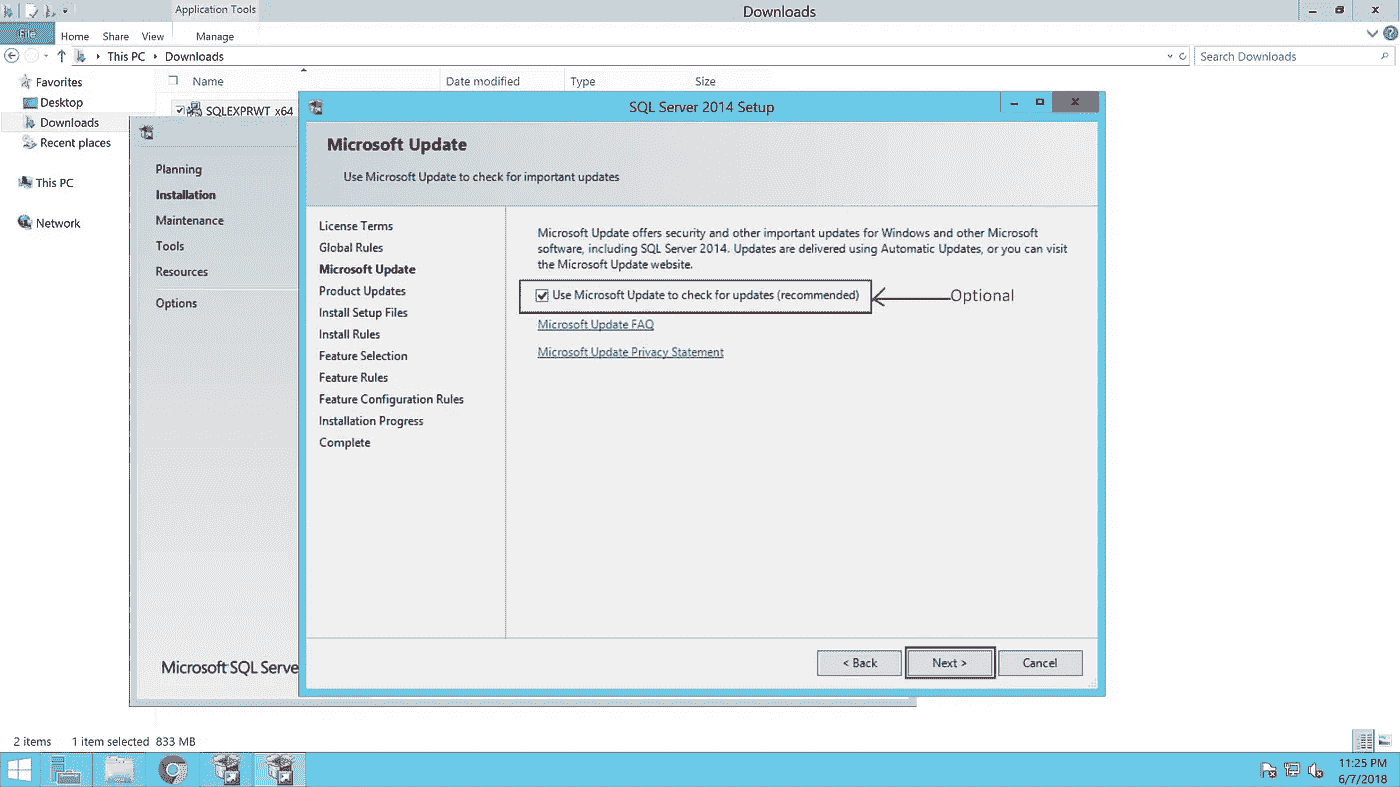 Application Tools
Downloads
File
Home
Share
View
Manage
This PC
Downloads
Search Downloads
Favorites
Desktop
Downloads
Recent places
This PC
Network
Name
Date modified
Type
Size
SQLEXPRWT_x64
Planning
Installation
Maintenance
Tools
Resources
Options
Microsoft SQL Serve
SQL Server 2014 Setup
Microsoft Update
Use Microsoft Update to check for important updates
License Terms
Global Rules
Microsoft Update
Product Updates
Install Setup Files
Install Rules
Feature Selection
Feature Rules
Feature Configuration Rules
Installation Progress
Complete
Microsoft Update offers security and other important updates for Windows and other Microsoft
software, including SQL Server 2014. Updates are delivered using Automatic Updates, or you can visit
the Microsoft Update website.
Use Microsoft Update to check for updates (recommended)
Optional
Microsoft Update FAQ
Microsoft Update Privacy Statement
< Back
Next >
Cancel
2 items
1 item selected 833 MB
11:25 PM
6/7/2018